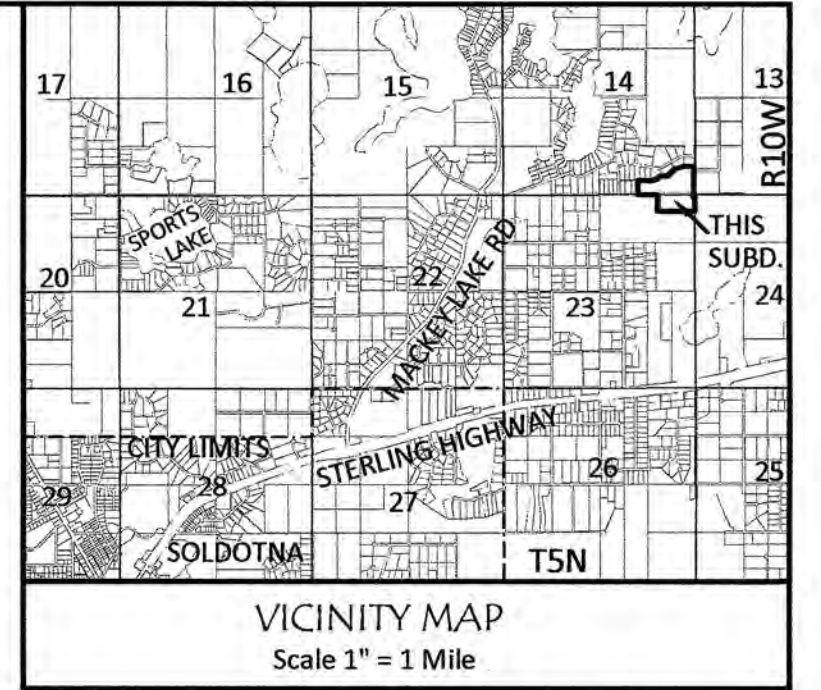 17
16
15
14
13
R10W
SPORTS
LAKE
THIS
SUBD.
20
21
22
MACKEY LAKE RD
23
24
CITY LIMITS
STERLING HIGHWAY
29
28
27
26
25
SOLDOTNA
T5N
VICINITY MAP
Scale 1" = 1 Mile